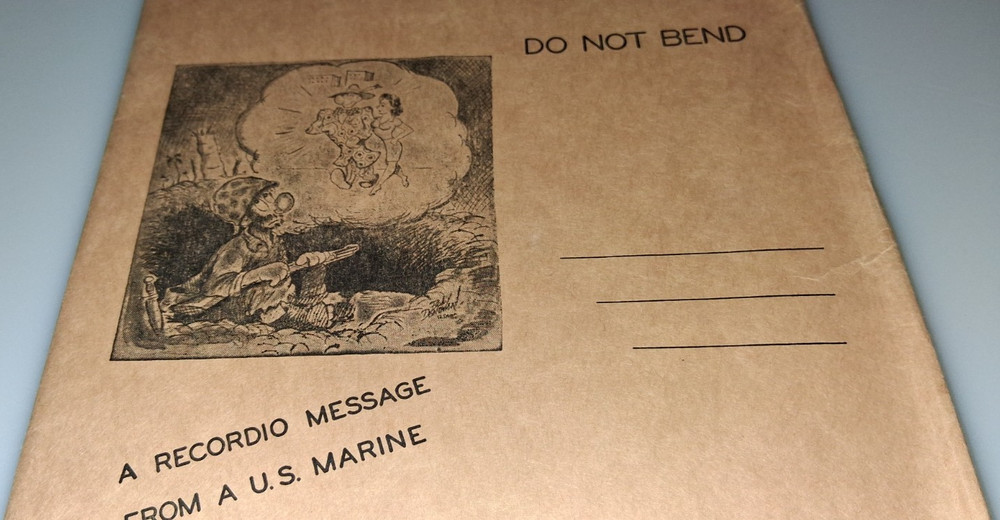 DO NOT BEND
A RECORDIO MESSAGE
FROM A U.S. MARINE